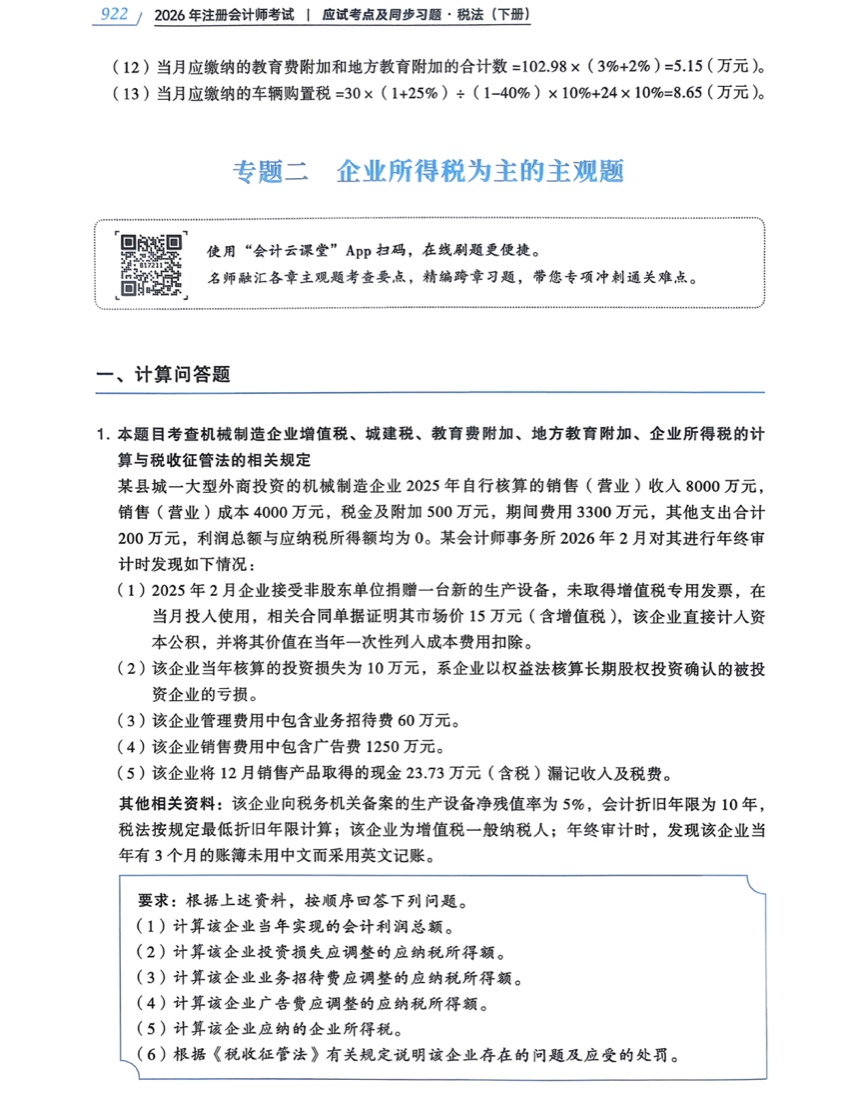 922 2026年注册会计师考试 | 应试考点及同步习题·税法（下册）
（12）当月应缴纳的教育费附加和地方教育附加的合计数=102.98×（3%+2%）=5.15（万元）。
（13）当月应缴纳的车辆购置税=30×（1+25%）÷（1-40%）×10%+24×10%=8.65（万元）。
专题二 企业所得税为主的主观题
使用“会计云课堂”App扫码，在线刷题更便捷。
名师融汇各章主观题考查要点，精编跨章习题，带您专项冲刺通关难点。
一、计算问答题
1. 本题目考查机械制造企业增值税、城建税、教育费附加、地方教育附加、企业所得税的计
算与税收征管法的相关规定
某县城一大型外商投资的机械制造企业2025年自行核算的销售（营业）收入8000万元，
销售（营业）成本4000万元，税金及附加500万元，期间费用3300万元，其他支出合计
200万元，利润总额与应纳税所得额均为0。某会计师事务所2026年2月对其进行年终审
计时发现如下情况：
（1）2025年2月企业接受非股东单位捐赠一台新的生产设备，未取得增值税专用发票，在
当月投入使用，相关合同单据证明其市场价15万元（含增值税），该企业直接计入资
本公积，并将其价值在当年一次性列入成本费用扣除。
（2）该企业当年核算的投资损失为10万元，系企业以权益法核算长期股权投资确认的被投
资企业的亏损。
（3）该企业管理费用中包含业务招待费60万元。
（4）该企业销售费用中包含广告费1250万元。
（5）该企业将12月销售产品取得的现金23.73万元（含税）漏记收入及税费。
其他相关资料：该企业向税务机关备案的生产设备净残值率为5%，会计折旧年限为10年，
税法按规定最低折旧年限计算；该企业为增值税一般纳税人；年终审计时，发现该企业当
年有3个月的账簿未用中文而采用英文记账。
要求：根据上述资料，按顺序回答下列问题。
（1）计算该企业当年实现的会计利润总额。
（2）计算该企业投资损失应调整的应纳税所得额。
（3）计算该企业业务招待费应调整的应纳税所得额。
（4）计算该企业广告费应调整的应纳税所得额。
（5）计算该企业应纳的企业所得税。
（6）根据《税收征管法》有关规定说明该企业存在的问题及应受的处罚。